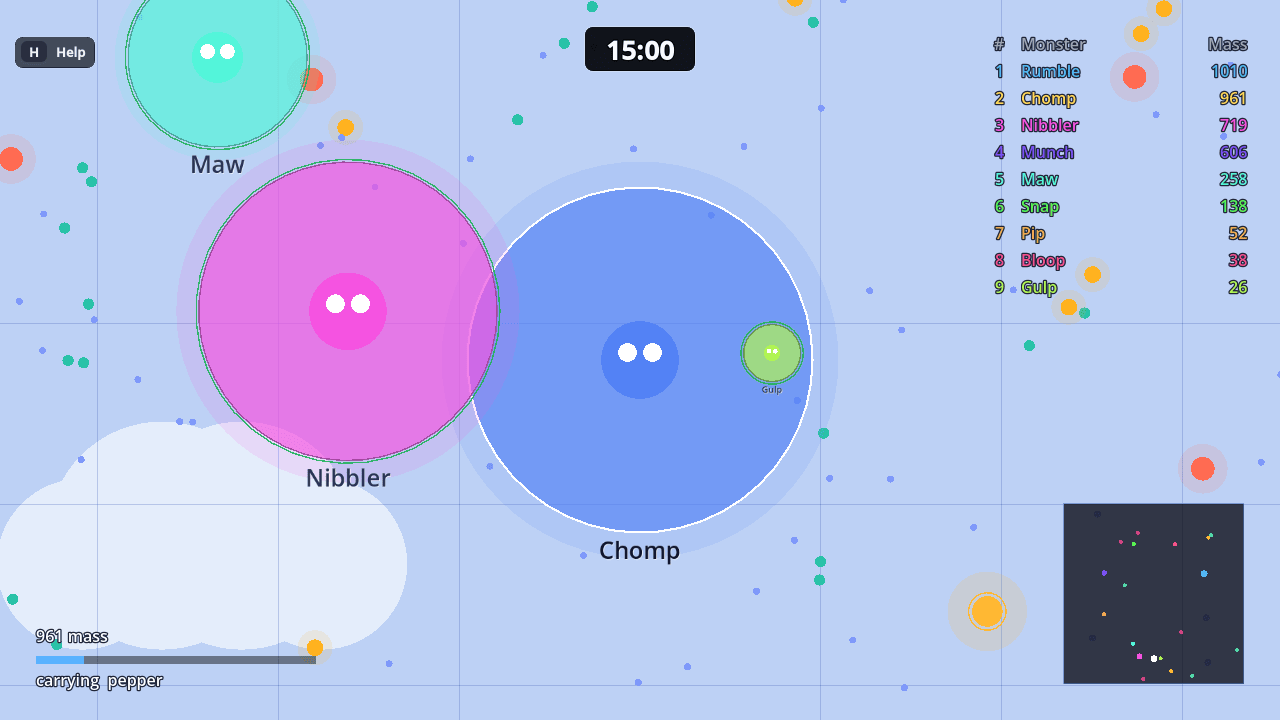 H Help
15:00
# Monster Mass
1 Rumble 1010
2 Chomp 961
3 Nibbler 719
4 Munch 606
5 Maw 258
6 Snap 138
7 Pip 52
8 Bloop 38
9 Gulp 26
Maw
Gulp
Nibbler
Chomp
961 mass
carrying pepper